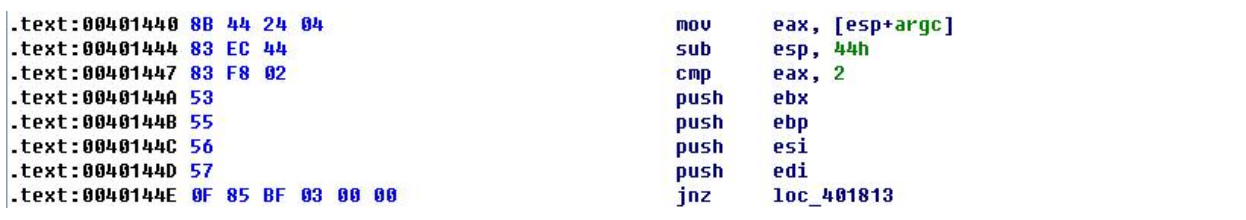 .text:00401440 8B 44 24 04 mov eax, [esp+argc]
.text:00401444 83 EC 44 sub esp, 44h
.text:00401447 83 F8 02 cmp eax, 2
.text:0040144A 53 push ebx
.text:0040144B 55 push ebp
.text:0040144C 56 push esi
.text:0040144D 57 push edi
.text:0040144E 0F 85 BF 03 00 00 jnz loc_401813